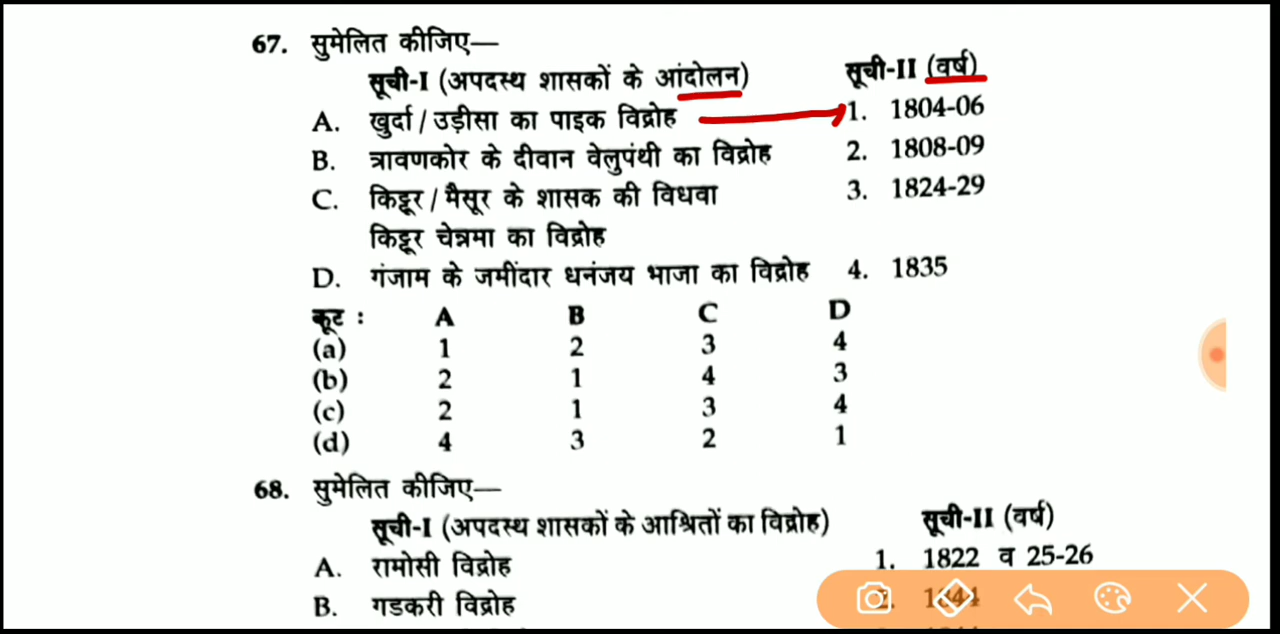 67. सुमेलित कीजिए—
सूची-I (अपदस्थ शासकों के आंदोलन) सूची-II (वर्ष)
A. खुर्दा / उड़ीसा का पाइक विद्रोह 1. 1804-06
B. त्रावणकोर के दीवान वेलुपंथी का विद्रोह 2. 1808-09
C. किट्टूर / मैसूर के शासक की विधवा 3. 1824-29
किट्टूर चेन्नमा का विद्रोह
D. गंजाम के जमींदार धनंजय भाजा का विद्रोह 4. 1835
कूट : A B C D
(a) 1 2 3 4
(b) 2 1 4 3
(c) 2 1 3 4
(d) 4 3 2 1
68. सुमेलित कीजिए—
सूची-I (अपदस्थ शासकों के आश्रितों का विद्रोह) सूची-II (वर्ष)
A. रामोसी विद्रोह 1. 1822 व 25-26
B. गडकरी विद्रोह 2. 1844